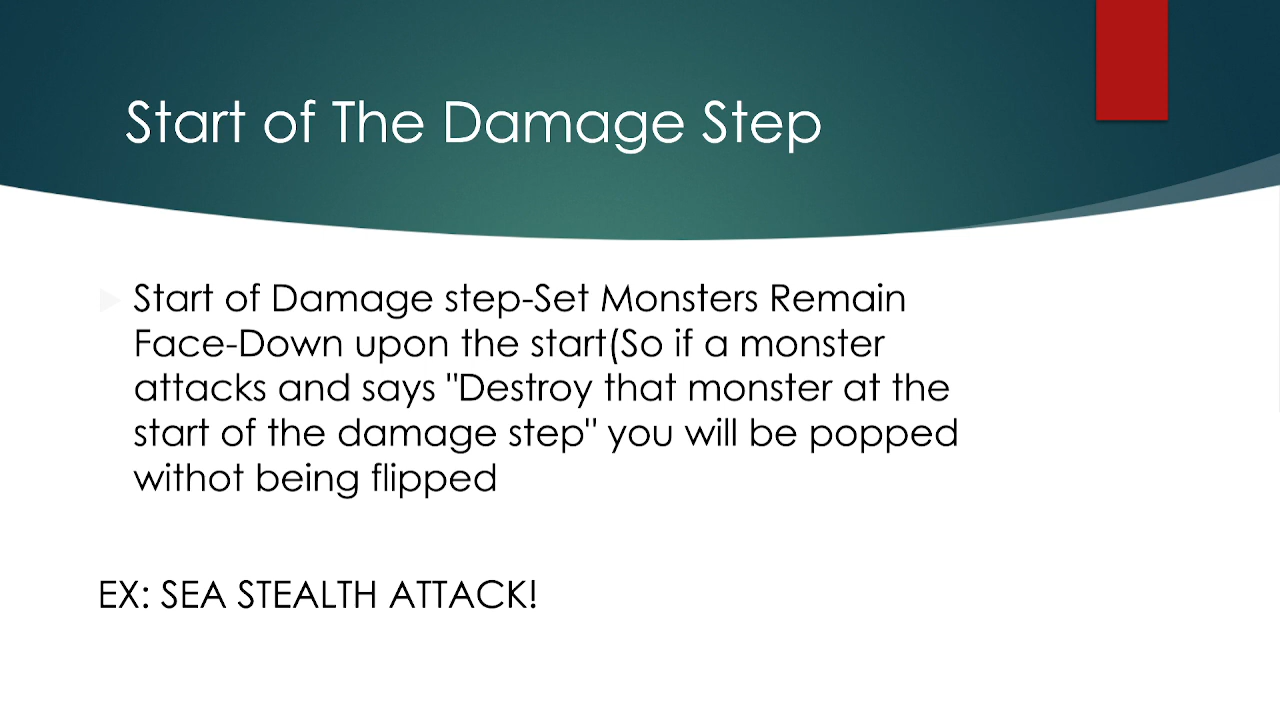 Start of The Damage Step
Start of Damage step-Set Monsters Remain
Face-Down upon the start(So if a monster
attacks and says "Destroy that monster at the
start of the damage step" you will be popped
withot being flipped
EX: SEA STEALTH ATTACK!